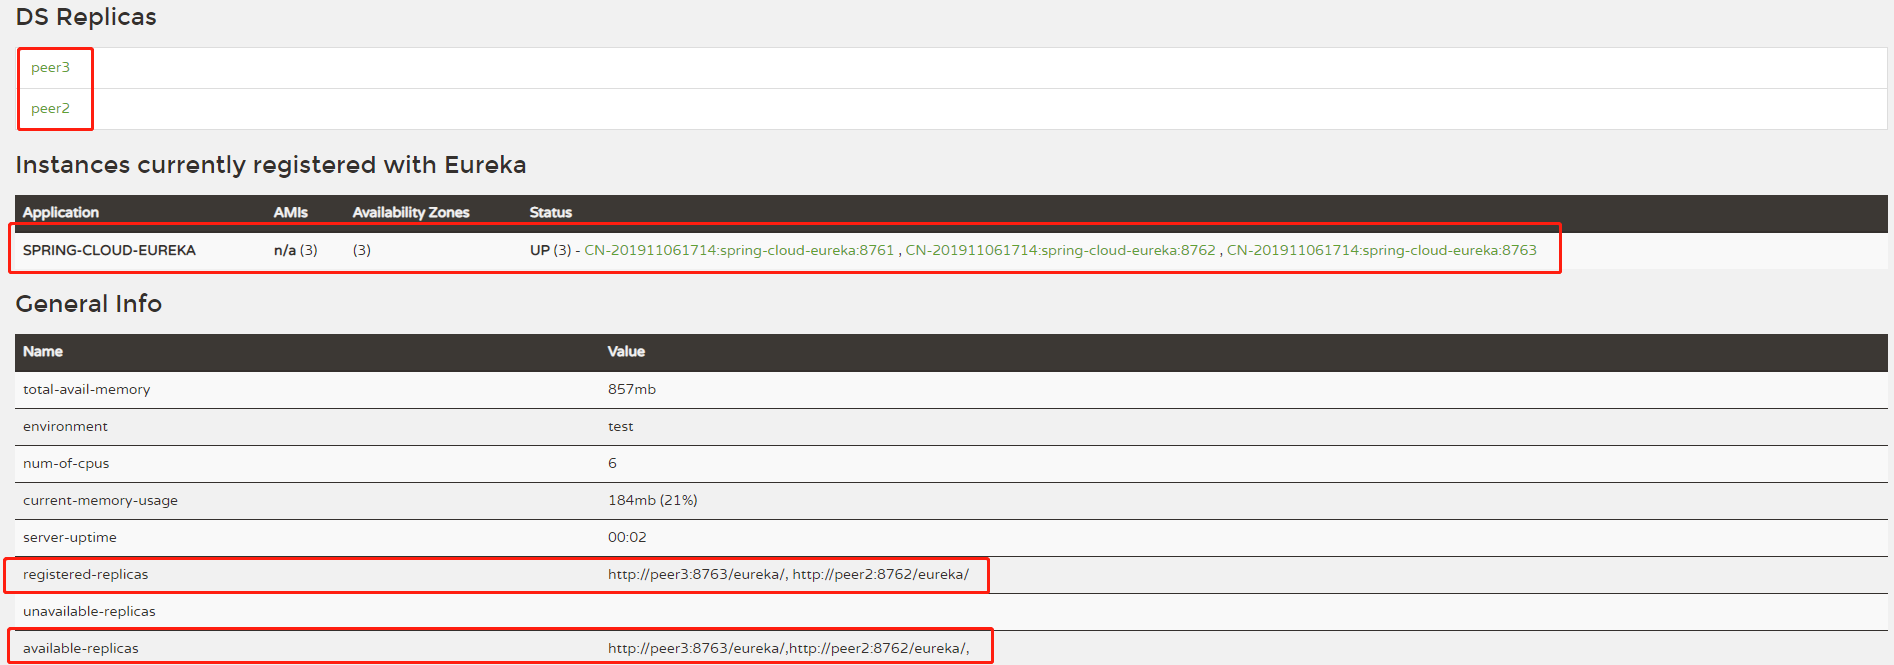 DS Replicas
peer3
peer2
Instances currently registered with Eureka
Application AMIs Availability Zones Status
SPRING-CLOUD-EUREKA n/a (3) (3) UP (3) - CN-201911061714:spring-cloud-eureka:8761 , CN-201911061714:spring-cloud-eureka:8762 , CN-201911061714:spring-cloud-eureka:8763
General Info
Name Value
total-avail-memory 857mb
environment test
num-of-cpus 6
current-memory-usage 184mb (21%)
server-uptime 00:02
registered-replicas http://peer3:8763/eureka/, http://peer2:8762/eureka/
unavailable-replicas
available-replicas http://peer3:8763/eureka/,http://peer2:8762/eureka/,